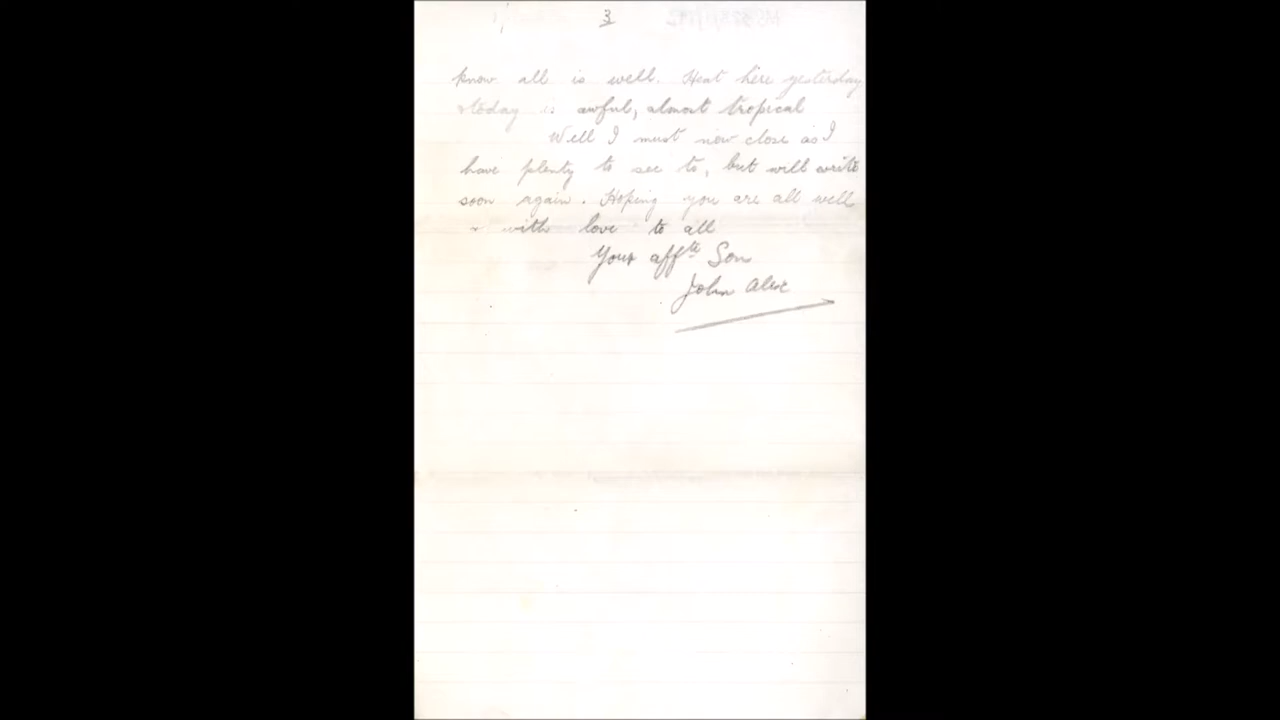 3
know all is well. Heat here yesterday
& today is awful, almost tropical
Well I must now close as I
have plenty to see to, but will write
soon again. Hoping you are all well
& with love to all
Your aff.te Son
John Alex